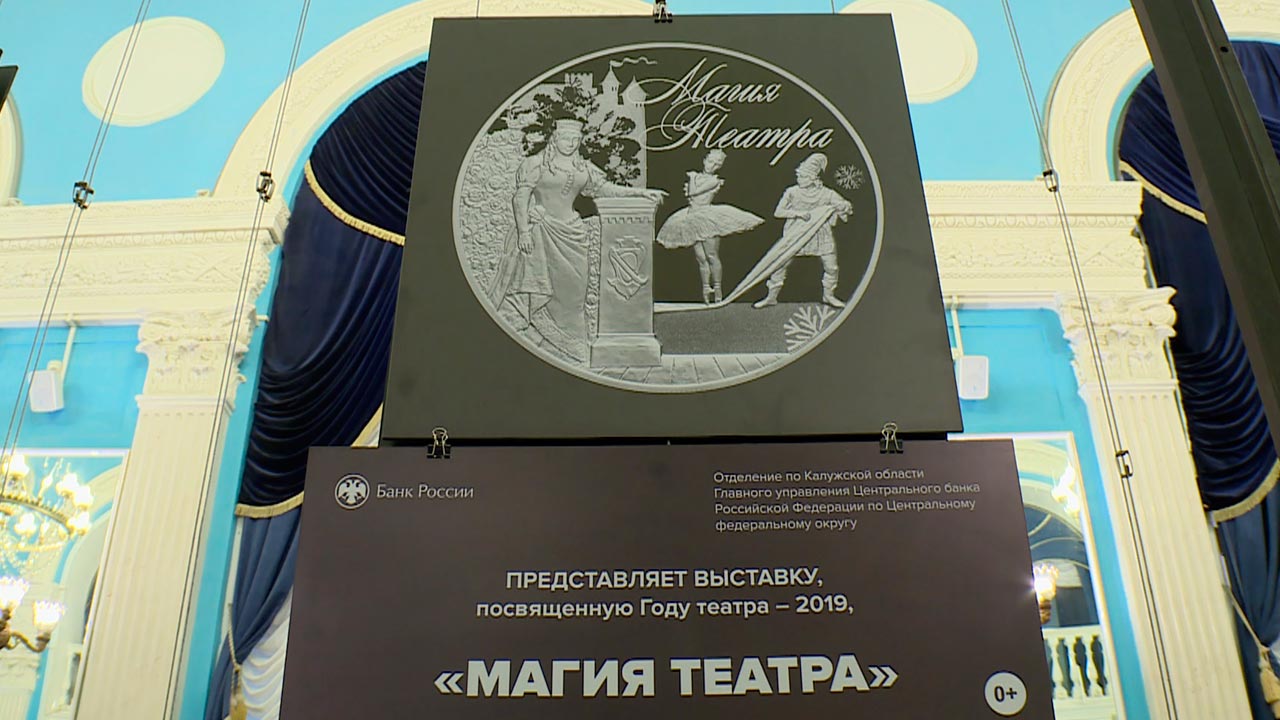 Магия
Театра
Банк России
Отделение по Калужской области
Главного управления Центрального банка
Российской Федерации по Центральному
федеральному округу
ПРЕДСТАВЛЯЕТ ВЫСТАВКУ,
посвященную Году театра – 2019,
«МАГИЯ ТЕАТРА»
0+